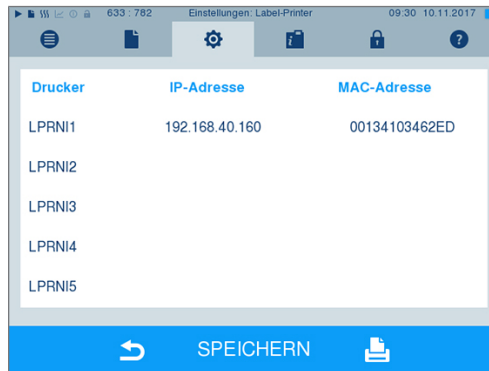 633 : 782 Einstellungen: Label-Printer 09:30 10.11.2017
Drucker IP-Adresse MAC-Adresse
LPRNI1 192.168.40.160 00134103462ED
LPRNI2
LPRNI3
LPRNI4
LPRNI5
SPEICHERN